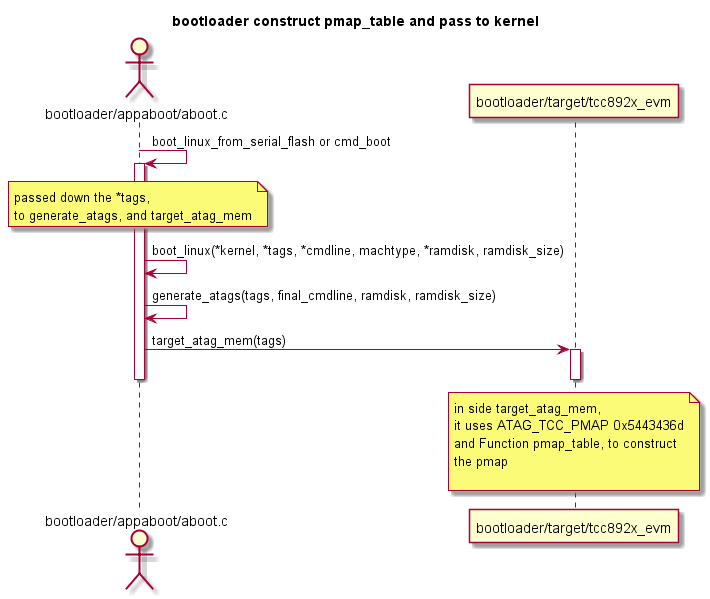 bootloader construct pmap_table and pass to kernel
bootloader/appaboot/aboot.c
bootloader/target/tcc892x_evm
boot_linux_from_serial_flash or cmd_boot
passed down the *tags,
to generate_atags, and target_atag_mem
boot_linux(*kernel, *tags, *cmdline, machtype, *ramdisk, ramdisk_size)
generate_atags(tags, final_cmdline, ramdisk, ramdisk_size)
target_atag_mem(tags)
in side target_atag_mem,
it uses ATAG_TCC_PMAP 0x5443436d
and Function pmap_table, to construct
the pmap
bootloader/appaboot/aboot.c
bootloader/target/tcc892x_evm